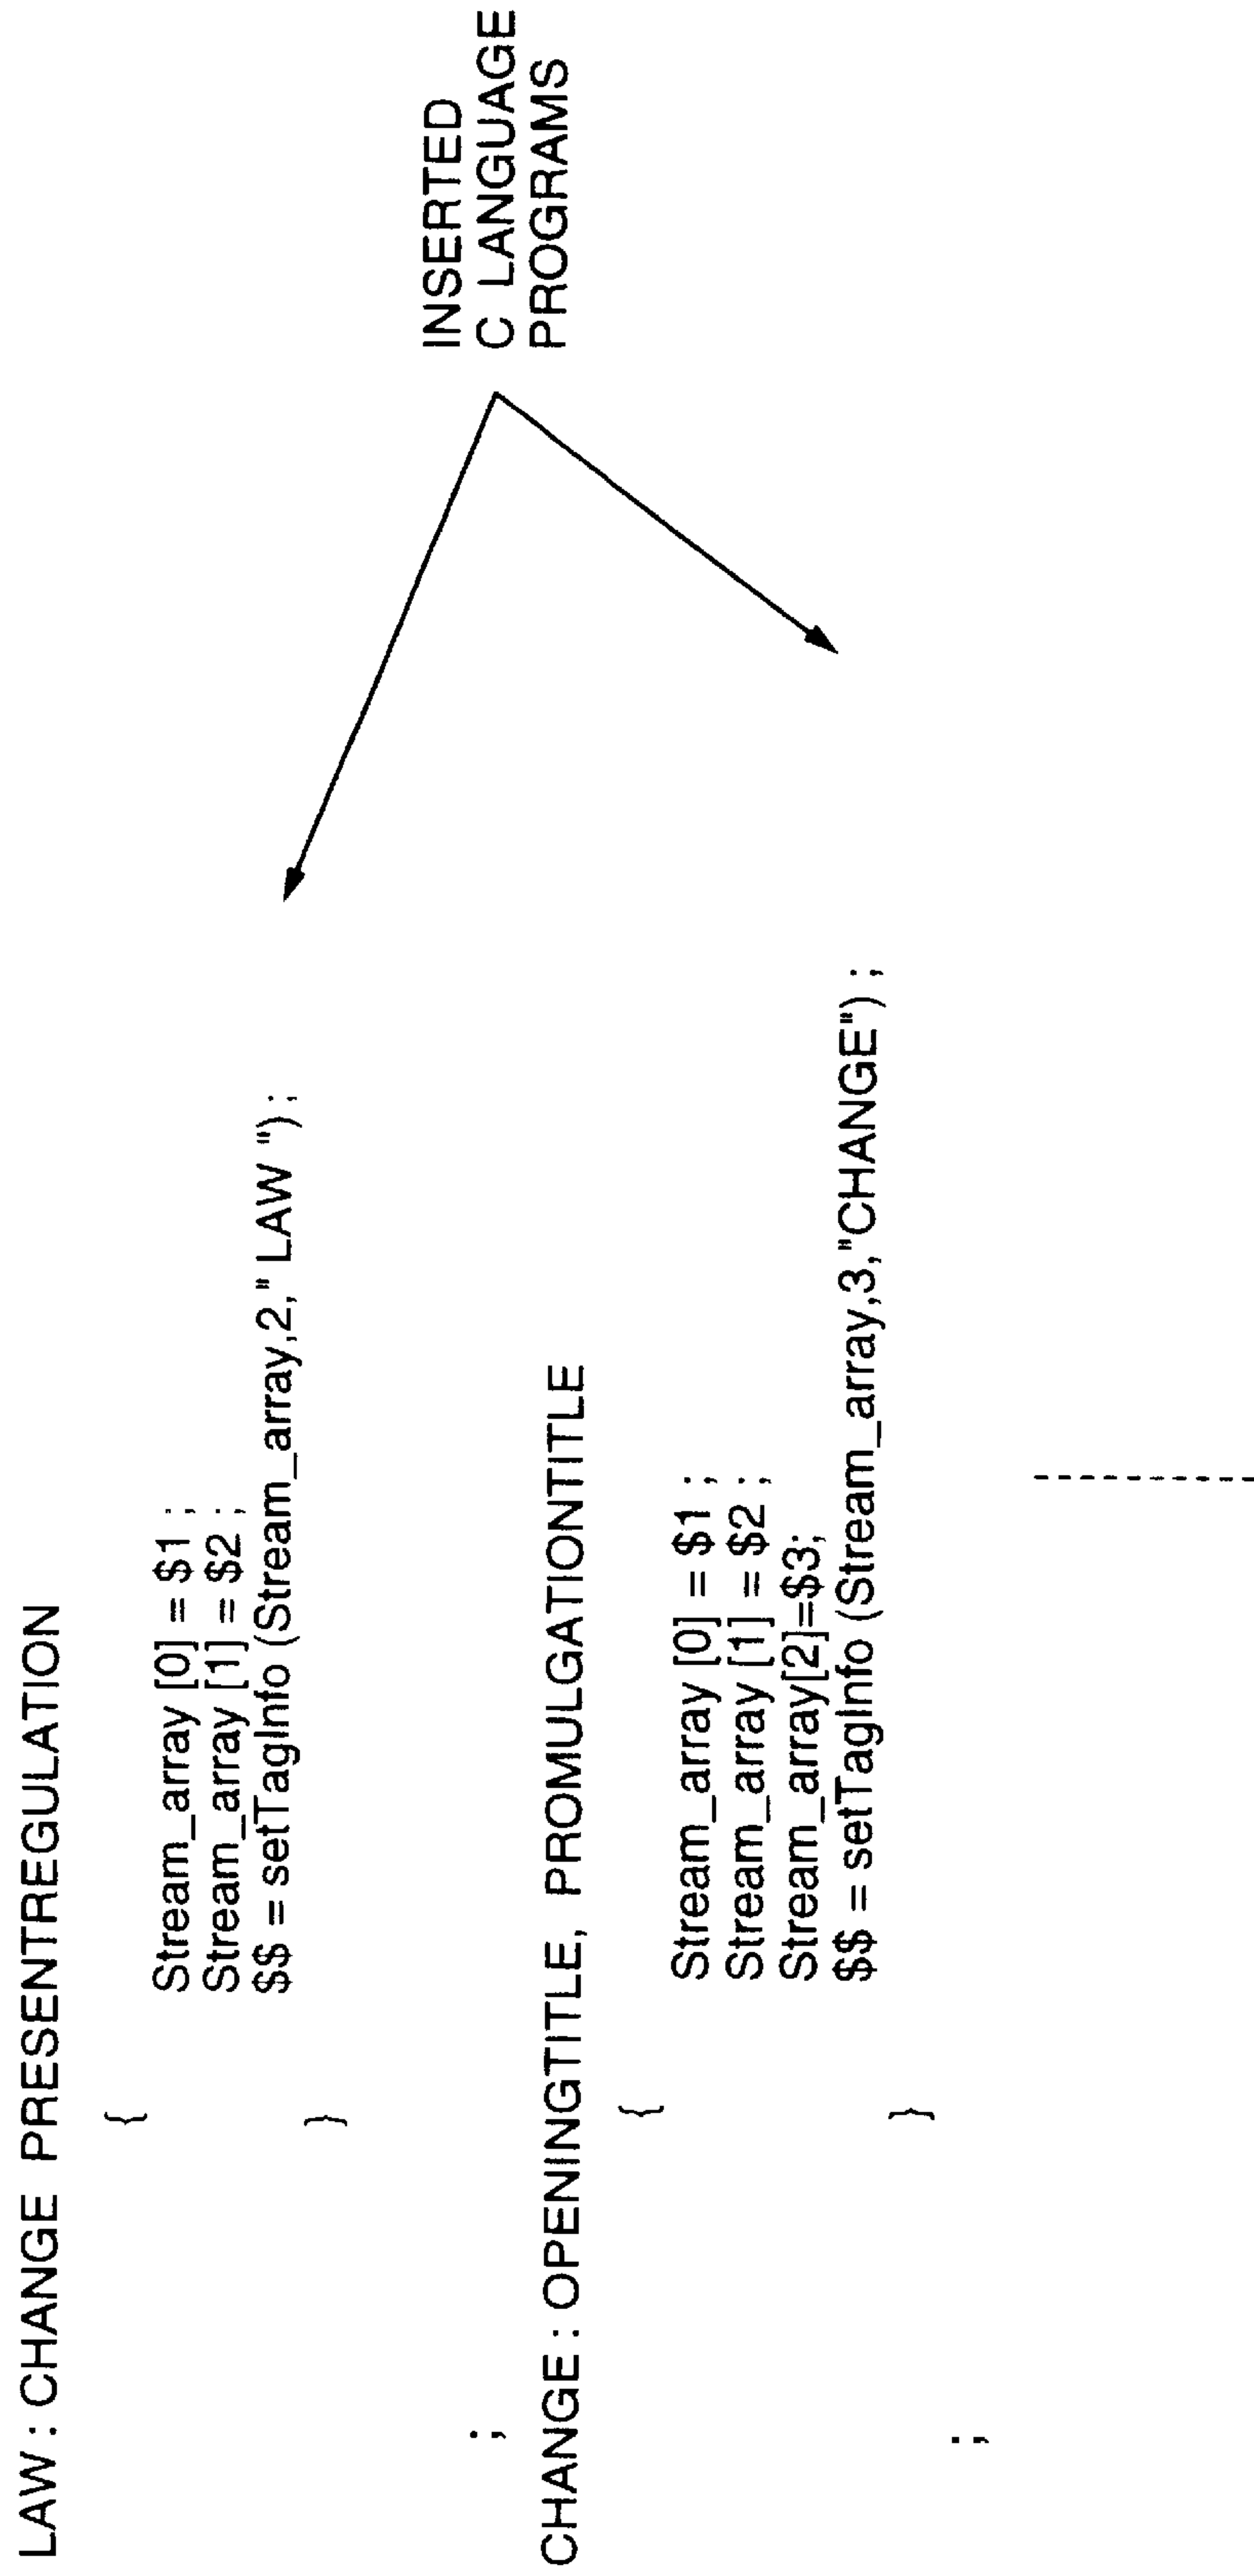 LAW : CHANGE PRESENTREGULATION
{
Stream_array [0] = $1 ;
Stream_array [1] = $2 ;
$$ = setTagInfo (Stream_array,2," LAW ") ;
}
;
CHANGE : OPENINGTITLE, PROMULGATIONTITLE
{
Stream_array [0] = $1 ;
Stream_array [1] = $2 ;
Stream_array[2]=$3;
$$ = setTagInfo (Stream_array,3,"CHANGE") ;
}
;
INSERTED
C LANGUAGE
PROGRAMS